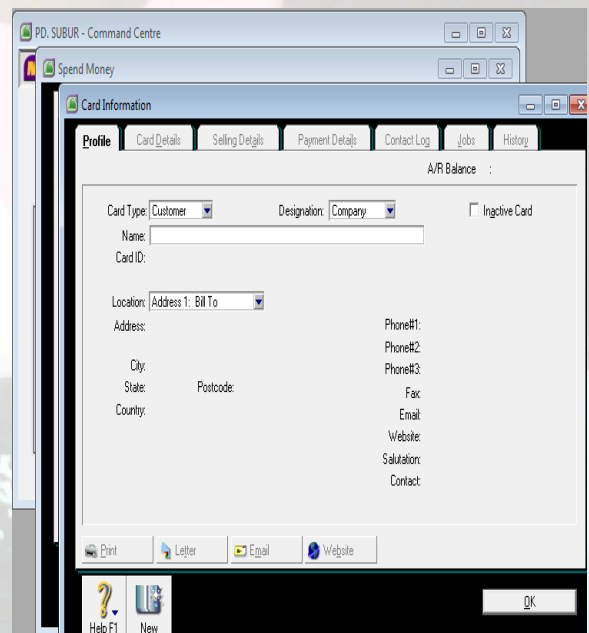 PD. SUBUR - Command Centre
Spend Money
Card Information
Profile Card Details Selling Details Payment Details Contact Log Jobs History
A/R Balance :
Card Type: Customer Designation: Company Inactive Card
Name:
Card ID:
Location: Address 1: Bill To
Address:
Phone#1:
Phone#2:
City: Phone#3:
State: Postcode: Fax:
Country: Email:
Website:
Salutation:
Contact:
Print Letter Email Website
Help F1 New OK